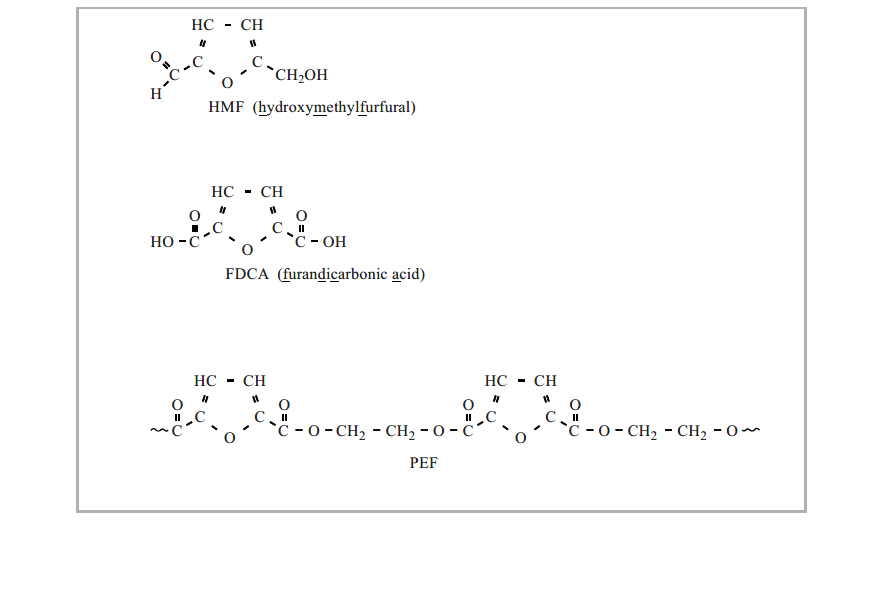 HC - CH
O
C C
C CH₂OH
O
H
HMF (hydroxymethylfurfural)
HC - CH
O O
C C
HO - C C - OH
O
FDCA (furandicarbonic acid)
HC - CH HC - CH
O O O O
C C C C
C C - O - CH₂ - CH₂ - O - C C - O - CH₂ - CH₂ - O
O O
PEF